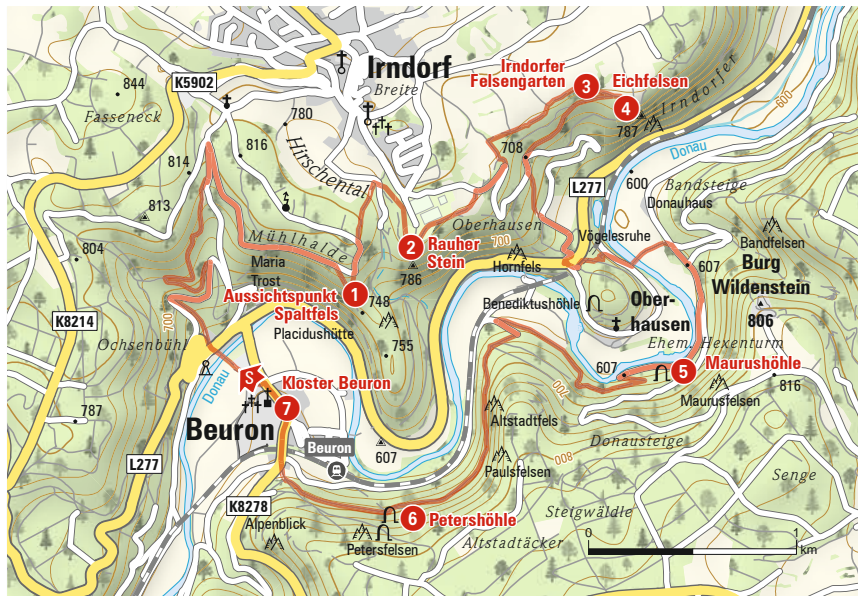 Irndorf
Breite
K5902
844
Fasseneck
780
816
814
813
804
Hirschental
Irndorfer
Felsengarten
3
Eichfelsen
4
787
Irndorfer
600
Donau
708
L277
600
Bandsteige
Donauhaus
Bandfelsen
Burg
Wildenstein
806
Oberhausen
700
2
Rauher
Stein
786
Vögelesruhe
Hornfels
607
Mühlhalde
Maria
Trost
1
Aussichtspunkt
Spaltfels
748
Placidushütte
755
Benediktushöhle
Ober-
hausen
Ehem. Hexenturm
K8214
700
Ochsenbühl
Donau
S
Kloster Beuron
7
Beuron
Beuron
607
607
5
Maurushöhle
Maurusfelsen
816
700
Altstadtfels
Donausteige
800
Paulsfelsen
787
L277
K8278
Alpenblick
6
Petershöhle
Petersfelsen
Altstadtäcker
Steigwäldle
Senge
0
1
km